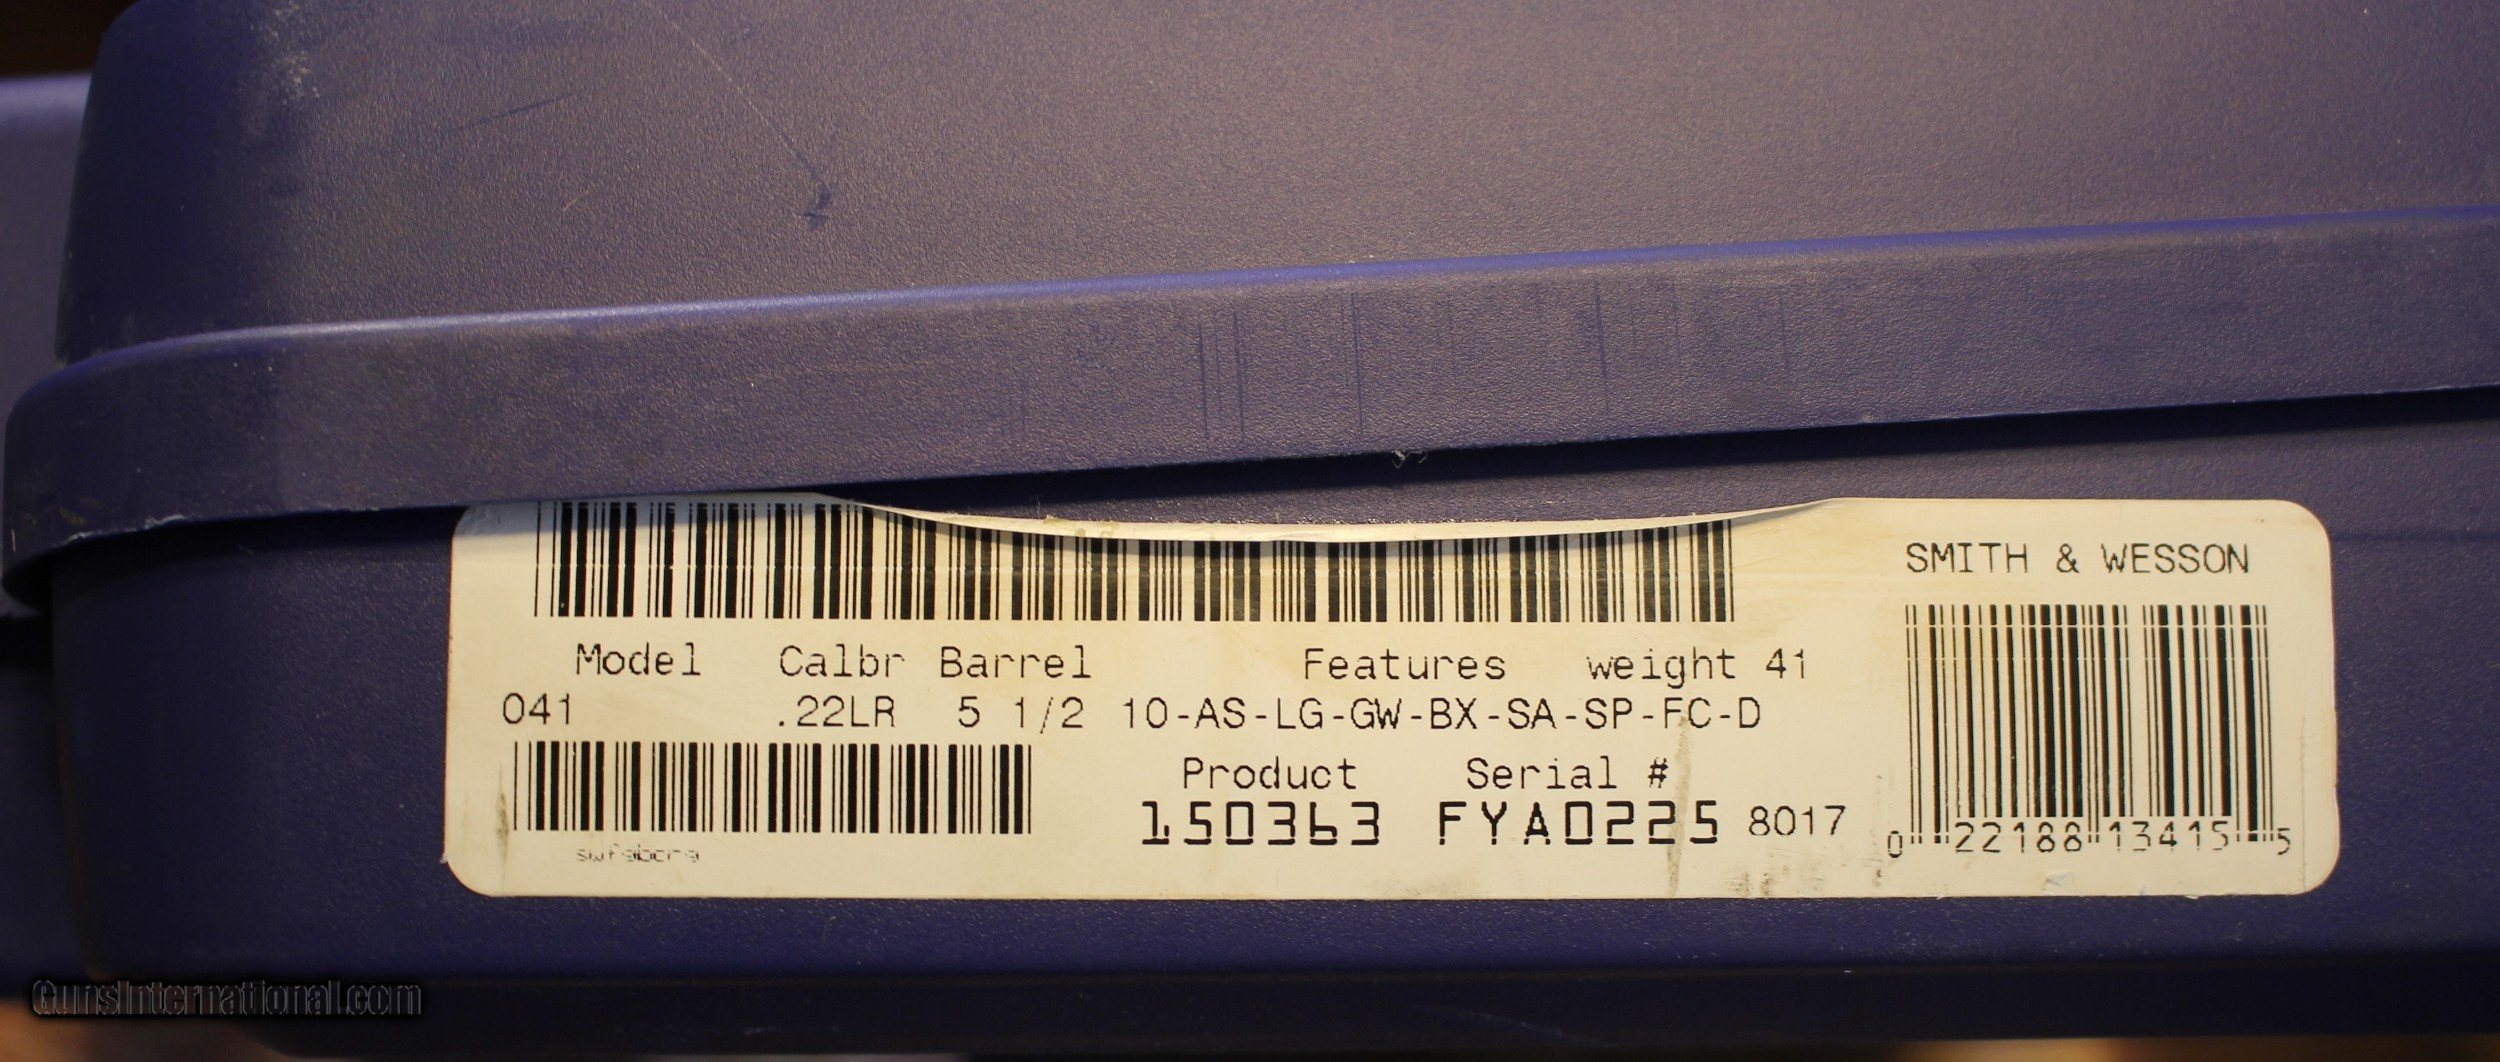 SMITH & WESSON
Model Calbr Barrel Features weight 41
041 .22LR 5 1/2 10-AS-LG-GW-BX-SA-SP-FC-D
Product Serial #
150363 FYA0225 8017
0 22188 13415 5
GunsInternational.com